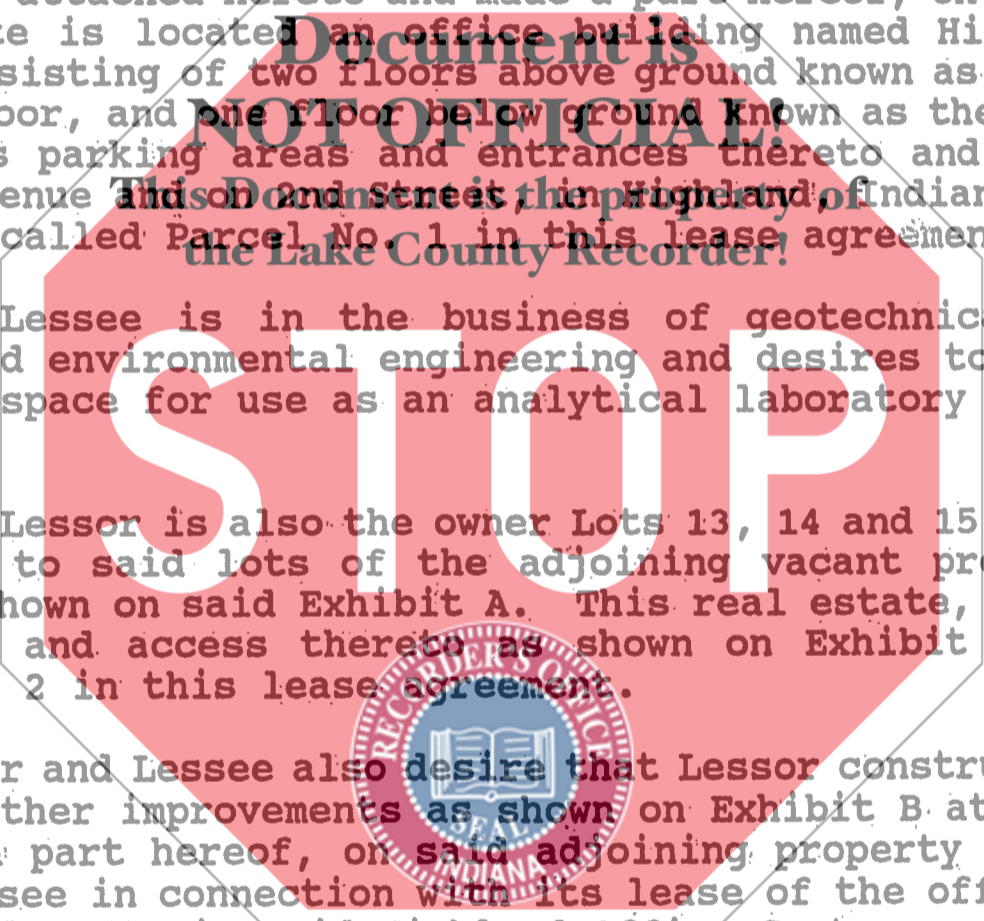 attached hereto and made a part hereof, on
te is located an office building named Hi
sisting of two floors above ground known as
oor, and one floor below ground known as the
s parking areas and entrances thereto and
enue and on 2nd Street, in Highland, Indian
called Parcel No. 1 in this lease agreemen
Document is
NOT OFFICIAL!
This Document is the property of
the Lake County Recorder!
Lessee is in the business of geotechnica
d environmental engineering and desires to
space for use as an analytical laboratory
STOP
Lessor is also the owner Lots 13, 14 and 15
to said lots of the adjoining vacant pro
hown on said Exhibit A. This real estate,
and access thereto as shown on Exhibit
2 in this lease agreement.
r and Lessee also desire that Lessor constru
ther improvements as shown on Exhibit B at
part hereof, on said adjoining property
ssee in connection with its lease of the off
RECORDER'S OFFICE
SEAL
INDIANA